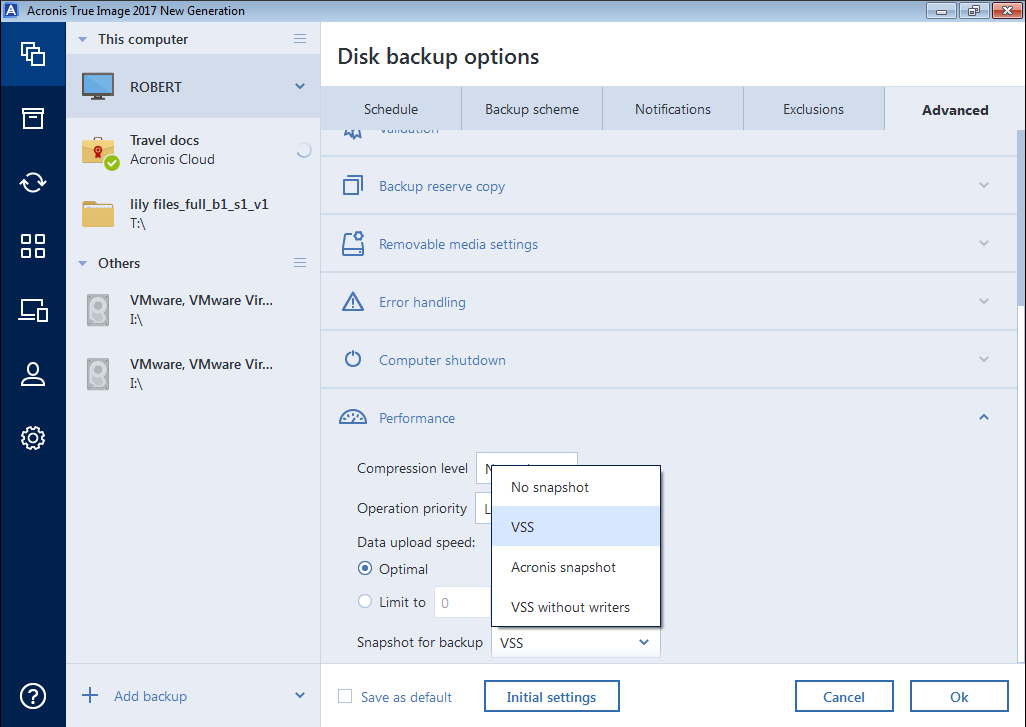 Acronis True Image 2017 New Generation
This computer
ROBERT
Travel docs
Acronis Cloud
lily files_full_b1_s1_v1
T:\
Others
VMware, VMware Vir...
I:\
VMware, VMware Vir...
I:\
Add backup
Disk backup options
Schedule
Backup scheme
Notifications
Exclusions
Advanced
Validation
Backup reserve copy
Removable media settings
Error handling
Computer shutdown
Performance
Compression level
Operation priority
Data upload speed:
Optimal
Limit to 0
No snapshot
VSS
Acronis snapshot
VSS without writers
Snapshot for backup VSS
Save as default
Initial settings
Cancel
Ok